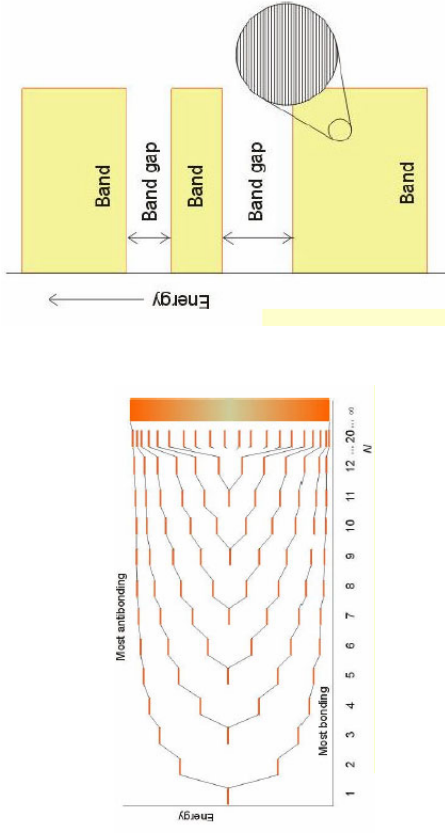 Band
Band gap
Band
Band gap
Band
Energy
Most antibonding
Most bonding
Energy
1 2 3 4 5 6 7 8 9 10 11 12 ... 20 ... ∞
N